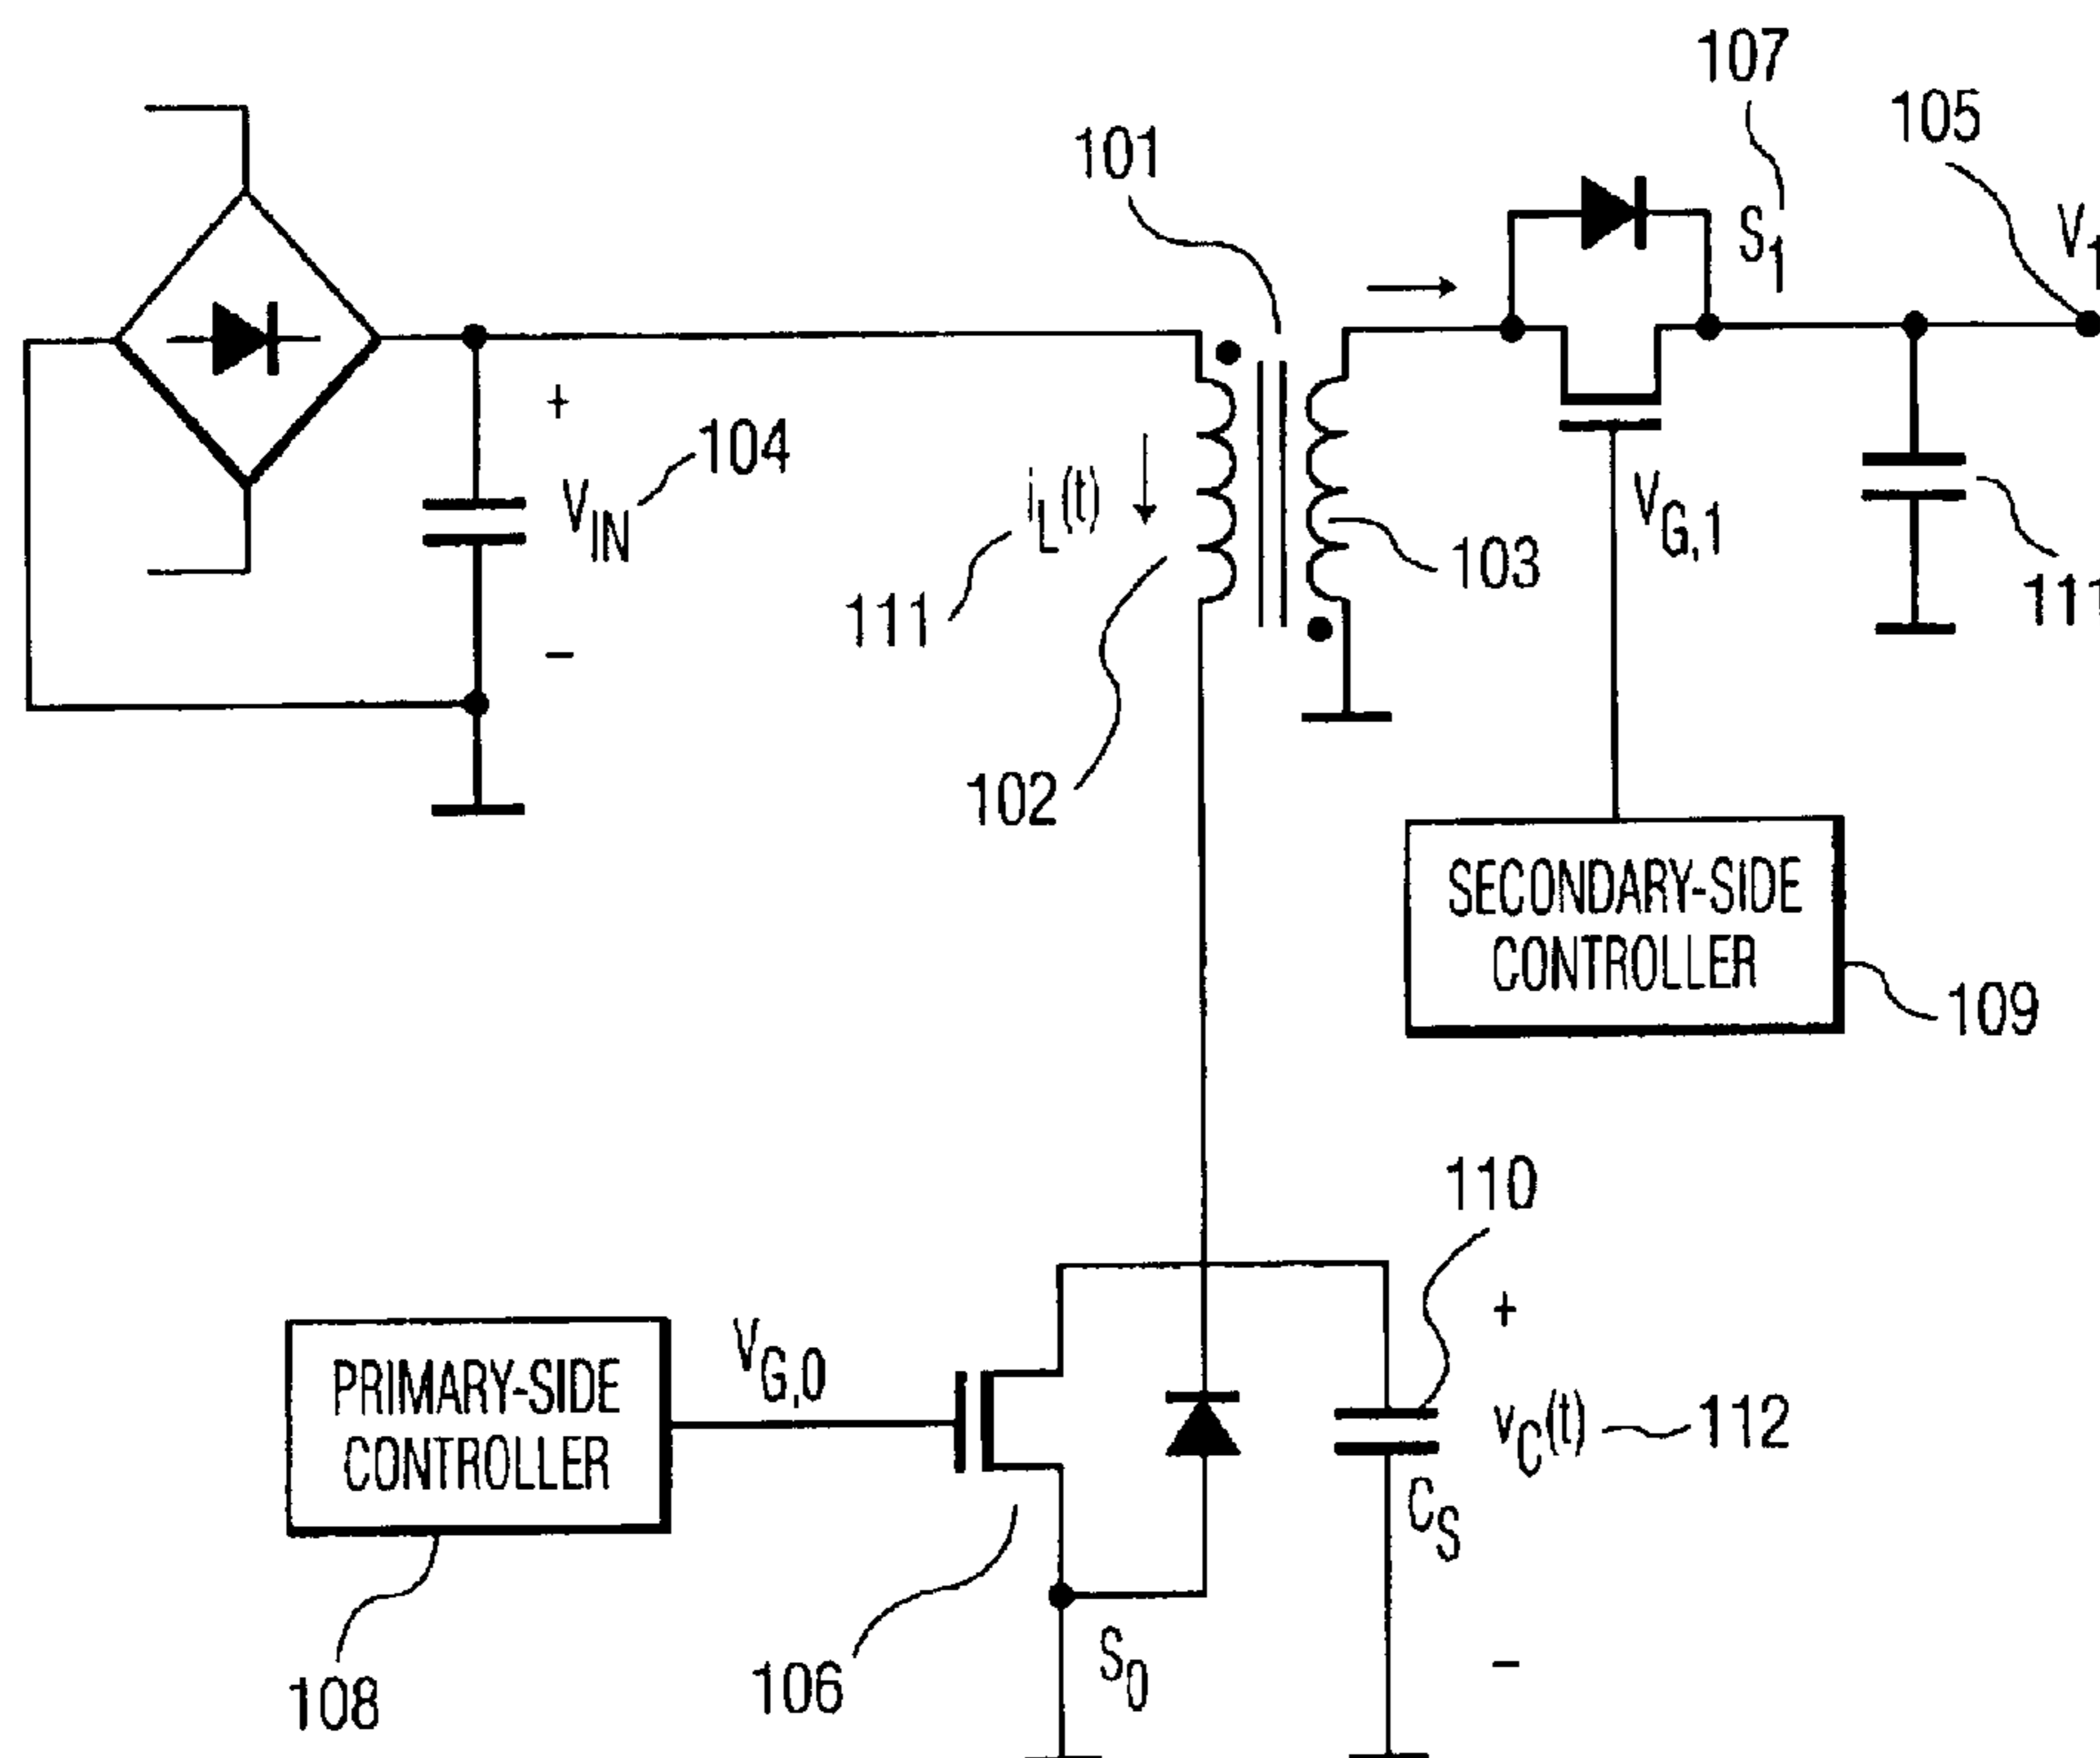 107
105
101
S1
V1
+
104
VIN
iL(t)
VG,1
103
111
111
−
102
SECONDARY-SIDE
CONTROLLER
109
110
+
VG,0
PRIMARY-SIDE
CONTROLLER
vC(t)
112
CS
S0
−
106
108